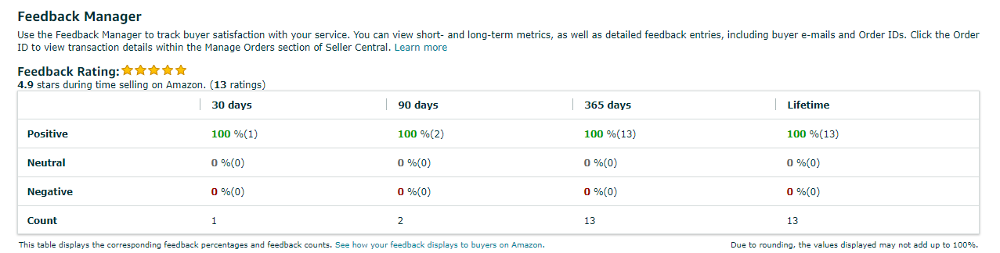 Feedback Manager
Use the Feedback Manager to track buyer satisfaction with your service. You can view short- and long-term metrics, as well as detailed feedback entries, including buyer e-mails and Order IDs. Click the Order
ID to view transaction details within the Manage Orders section of Seller Central. Learn more
Feedback Rating:
4.9 stars during time selling on Amazon. (13 ratings)
30 days 90 days 365 days Lifetime
Positive 100 %(1) 100 %(2) 100 %(13) 100 %(13)
Neutral 0 %(0) 0 %(0) 0 %(0) 0 %(0)
Negative 0 %(0) 0 %(0) 0 %(0) 0 %(0)
Count 1 2 13 13
This table displays the corresponding feedback percentages and feedback counts. See how your feedback displays to buyers on Amazon. Due to rounding, the values displayed may not add up to 100%.